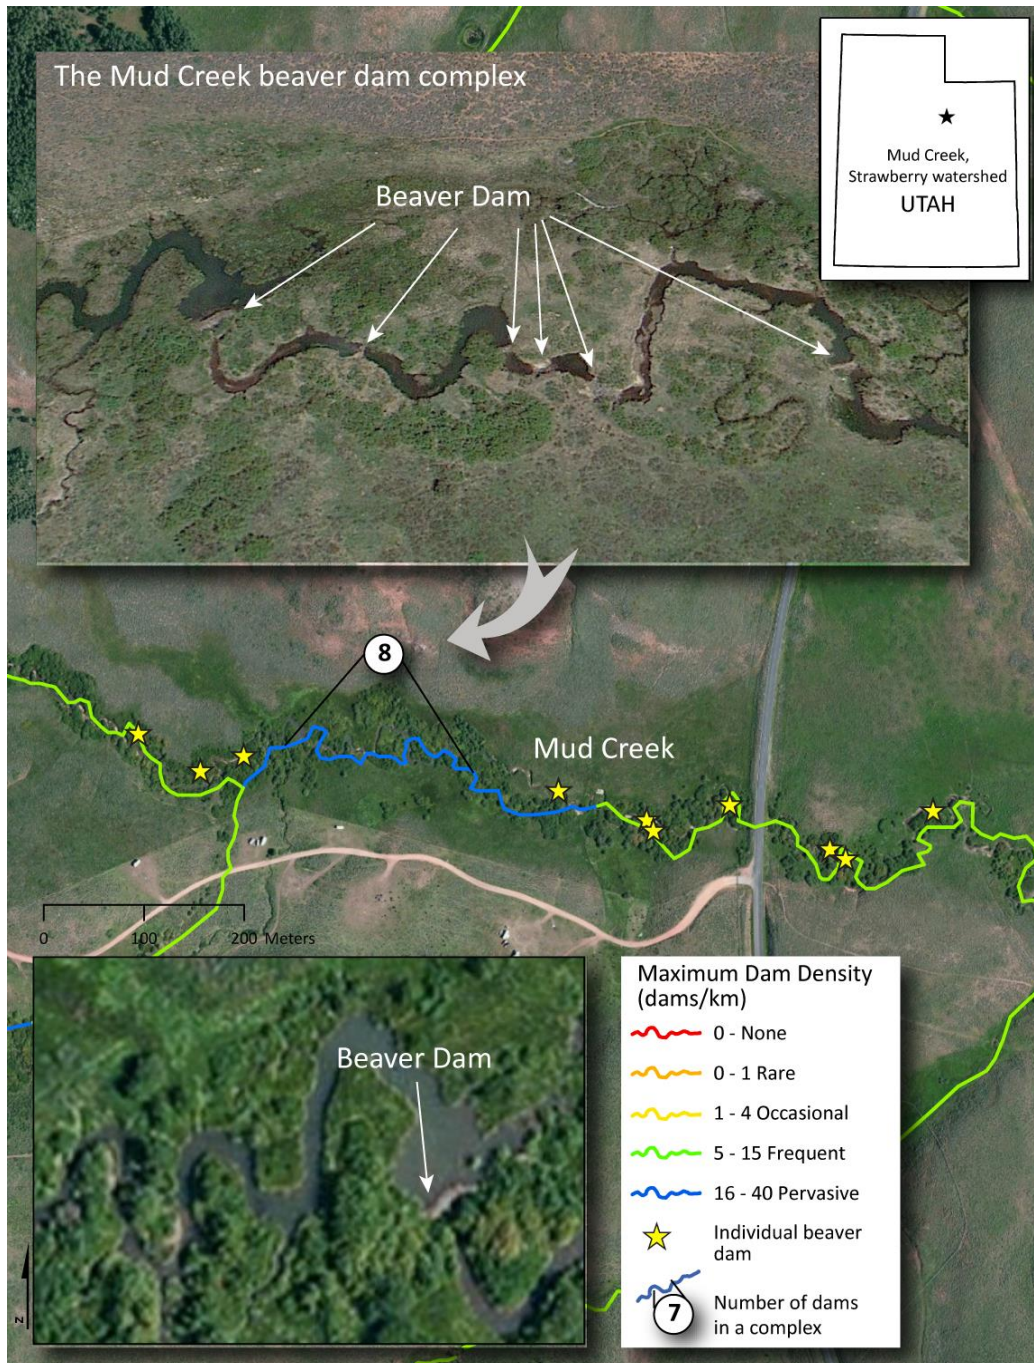 The Mud Creek beaver dam complex
Mud Creek,
Strawberry watershed
UTAH
Beaver Dam
8
Mud Creek
0 100 200 Meters
Beaver Dam
Maximum Dam Density
(dams/km)
0 - None
0 - 1 Rare
1 - 4 Occasional
5 - 15 Frequent
16 - 40 Pervasive
Individual beaver
dam
7
Number of dams
in a complex
N